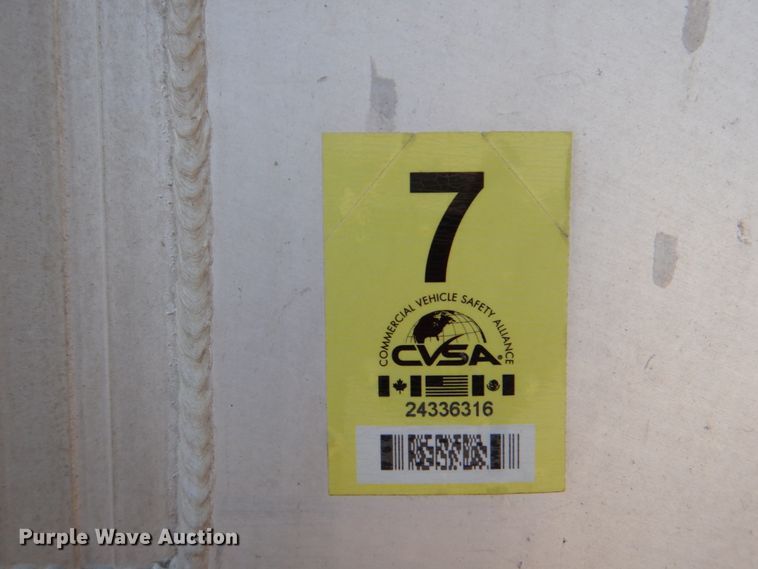 7
COMMERCIAL VEHICLE SAFETY ALLIANCE
CVSA®
24336316
Purple Wave Auction®